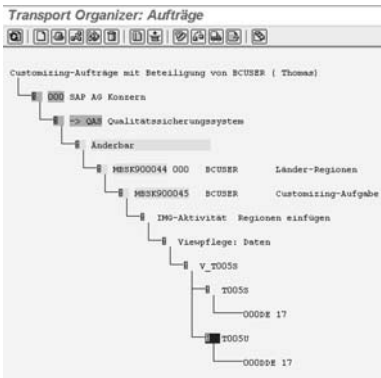 Transport Organizer: Aufträge
Customizing-Aufträge mit Beteiligung von BCUSER ( Thomas)
000 SAP AG Konzern
-> QAS Qualitätssicherungssystem
Änderbar
MBSK900044 000 BCUSER Länder-Regionen
MBSK900045 BCUSER Customizing-Aufgabe
IMG-Aktivität Regionen einfügen
Viewpflege: Daten
V_T005S
T005S
000DE 17
T005U
000DDE 17